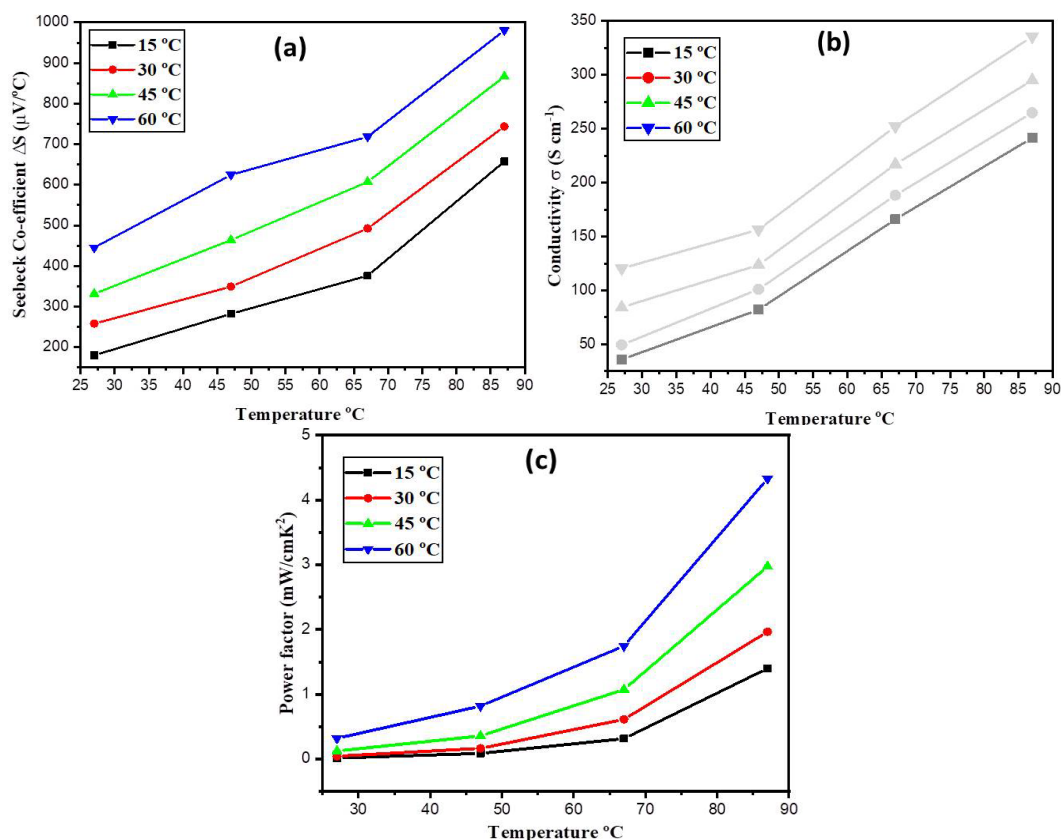 (a)
15 ºC
30 ºC
45 ºC
60 ºC
Seebeck Co-efficient ΔS (μV/ºC)
1000
900
800
700
600
500
400
300
200
25 30 35 40 45 50 55 60 65 70 75 80 85 90
Temperature ºC
(b)
15 ºC
30 ºC
45 ºC
60 ºC
Conductivity σ (S cm⁻¹)
350
300
250
200
150
100
50
25 30 35 40 45 50 55 60 65 70 75 80 85 90
Temperature ºC
(c)
15 ºC
30 ºC
45 ºC
60 ºC
Power factor (mW/cmK²)
5
4
3
2
1
0
30 40 50 60 70 80 90
Temperature ºC